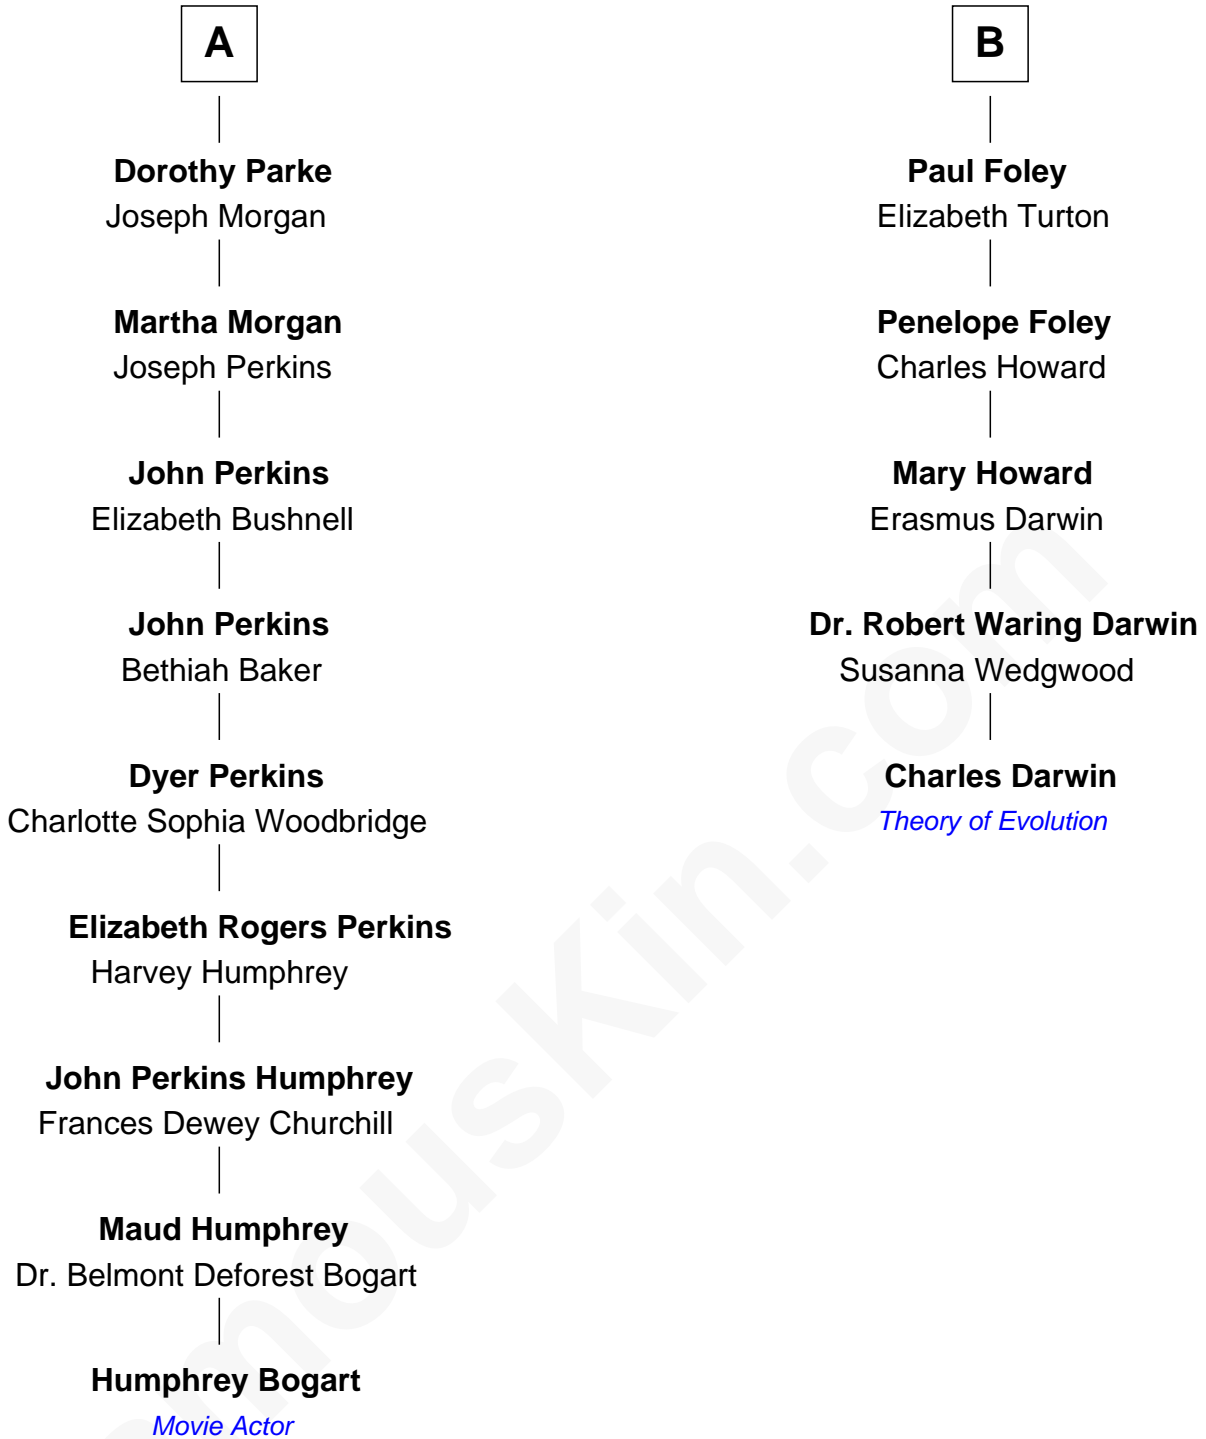 A
Dorothy Parke
Joseph Morgan
Martha Morgan
Joseph Perkins
John Perkins
Elizabeth Bushnell
John Perkins
Bethiah Baker
Dyer Perkins
Charlotte Sophia Woodbridge
Elizabeth Rogers Perkins
Harvey Humphrey
John Perkins Humphrey
Frances Dewey Churchill
Maud Humphrey
Dr. Belmont Deforest Bogart
Humphrey Bogart
Movie Actor
B
Paul Foley
Elizabeth Turton
Penelope Foley
Charles Howard
Mary Howard
Erasmus Darwin
Dr. Robert Waring Darwin
Susanna Wedgwood
Charles Darwin
Theory of Evolution
mousKin.com